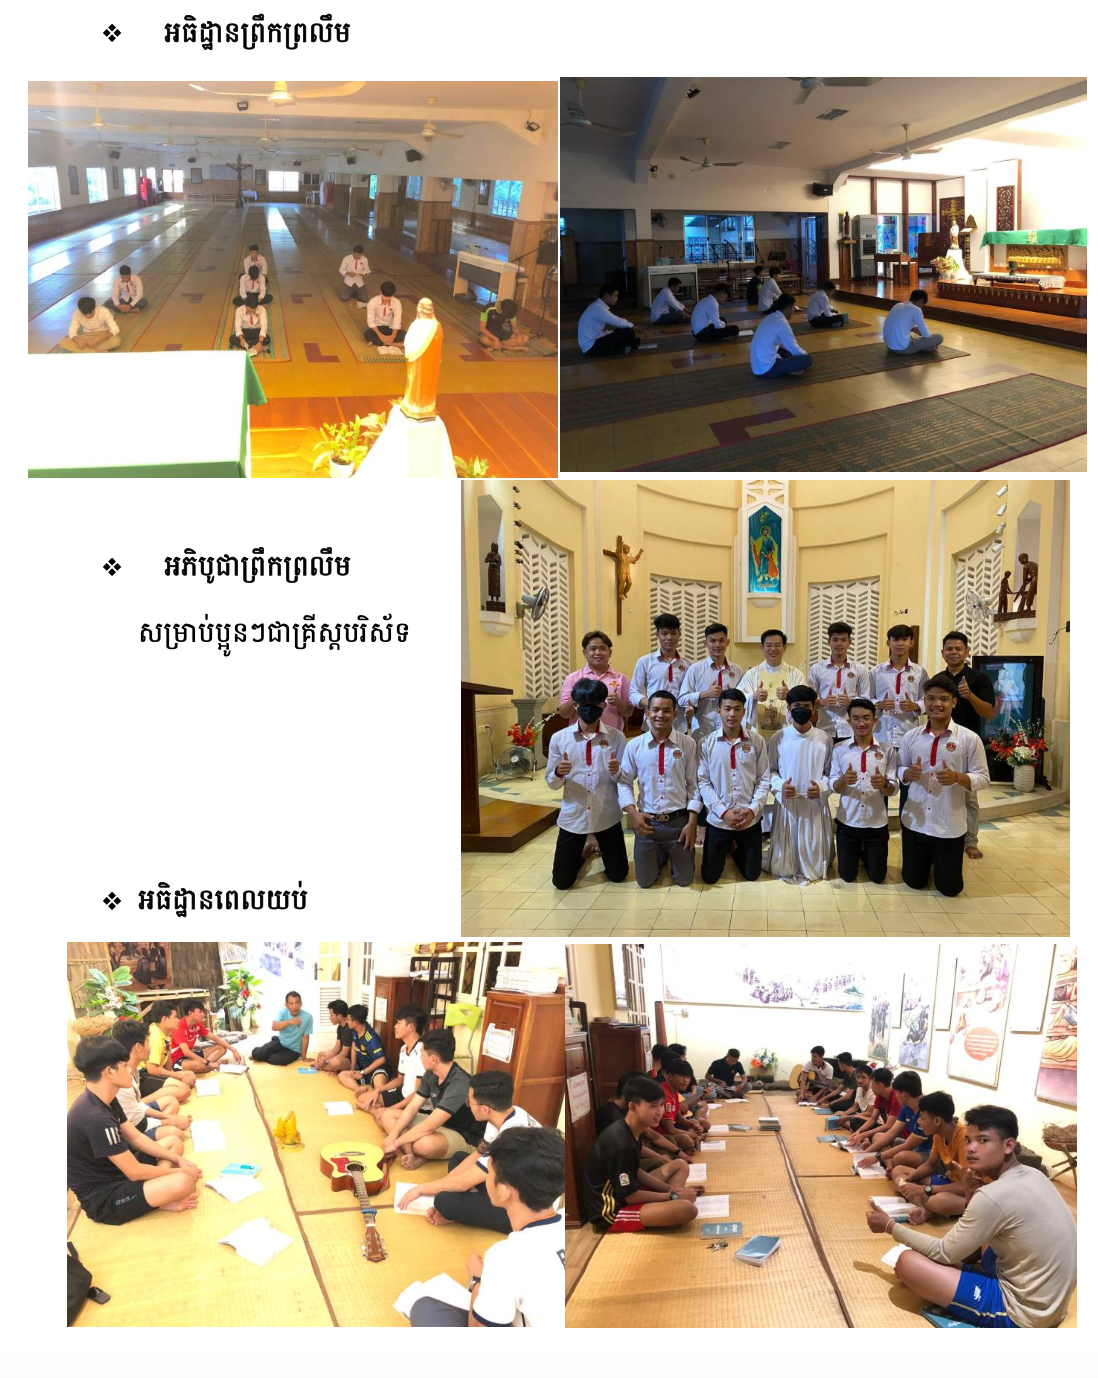 ❖ អធិដ្ឋានព្រឹកព្រលឹម
❖ អភិបូជាព្រឹកព្រលឹម
សម្រាប់ប្អូនៗជាគ្រីស្តបរិស័ទ
❖ អធិដ្ឋានពេលយប់